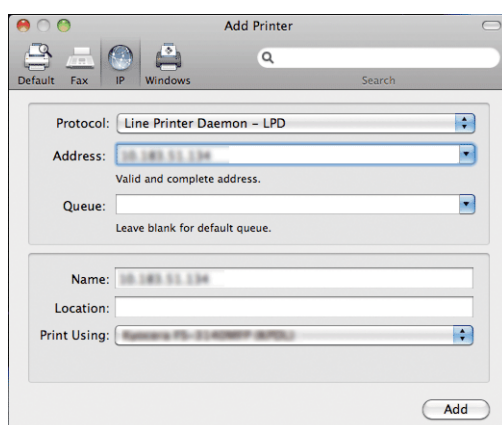 Add Printer
Default Fax IP Windows Search
Protocol: Line Printer Daemon – LPD
Address:
Valid and complete address.
Queue:
Leave blank for default queue.
Name:
Location:
Print Using:
Add